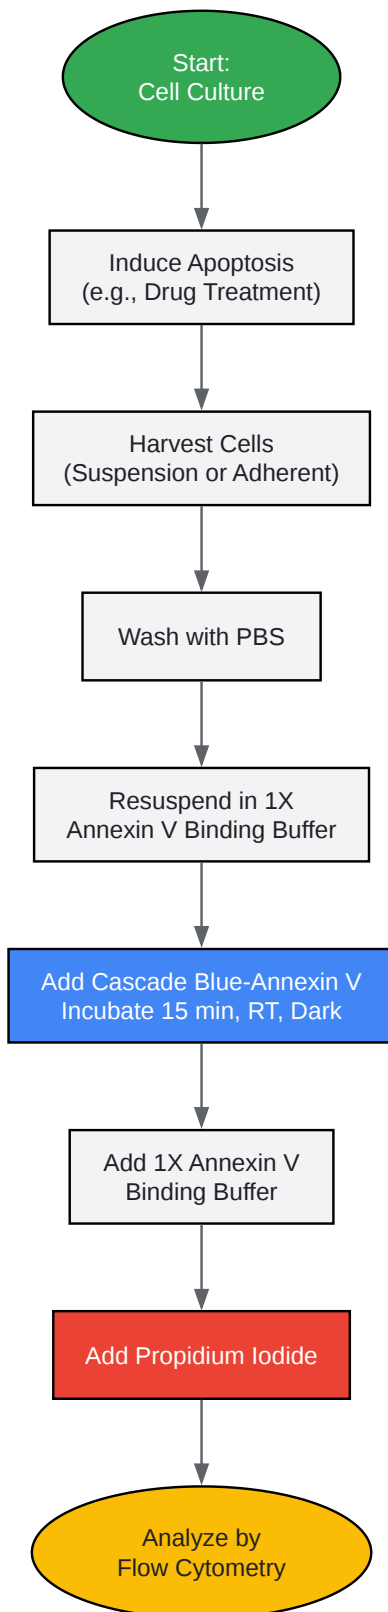 Start:
Cell Culture
Induce Apoptosis
(e.g., Drug Treatment)
Harvest Cells
(Suspension or Adherent)
Wash with PBS
Resuspend in 1X
Annexin V Binding Buffer
Add Cascade Blue-Annexin V
Incubate 15 min, RT, Dark
Add 1X Annexin V
Binding Buffer
Add Propidium Iodide
Analyze by
Flow Cytometry